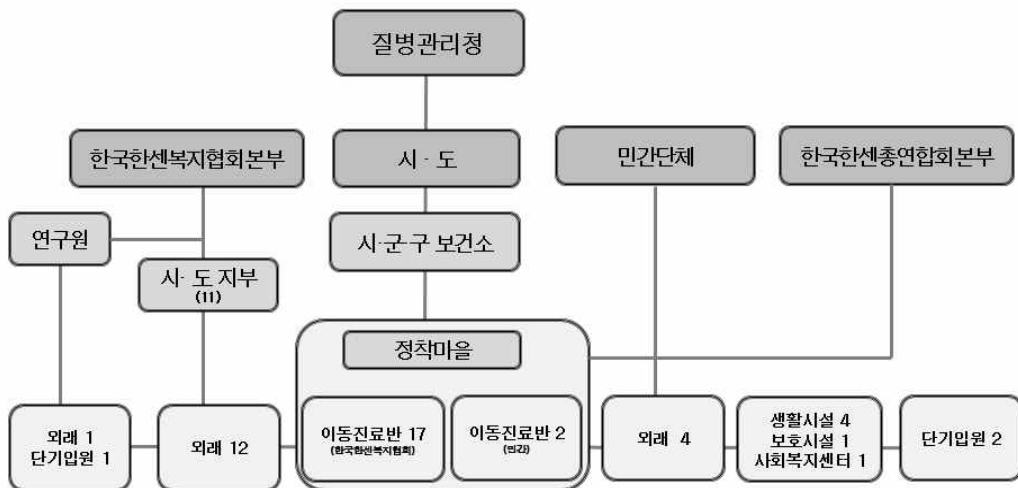 질병관리청
한국한센복지협회본부
시 · 도
민간단체
한국한센총연합회본부
연구원
시·군·구 보건소
시· 도 지부
(11)
정착마을
외래 1
단기입원 1
외래 12
이동진료반 17
(한국한센복지협회)
이동진료반 2
(민간)
외래 4
생활시설 4
보호시설 1
사회복지센터 1
단기입원 2